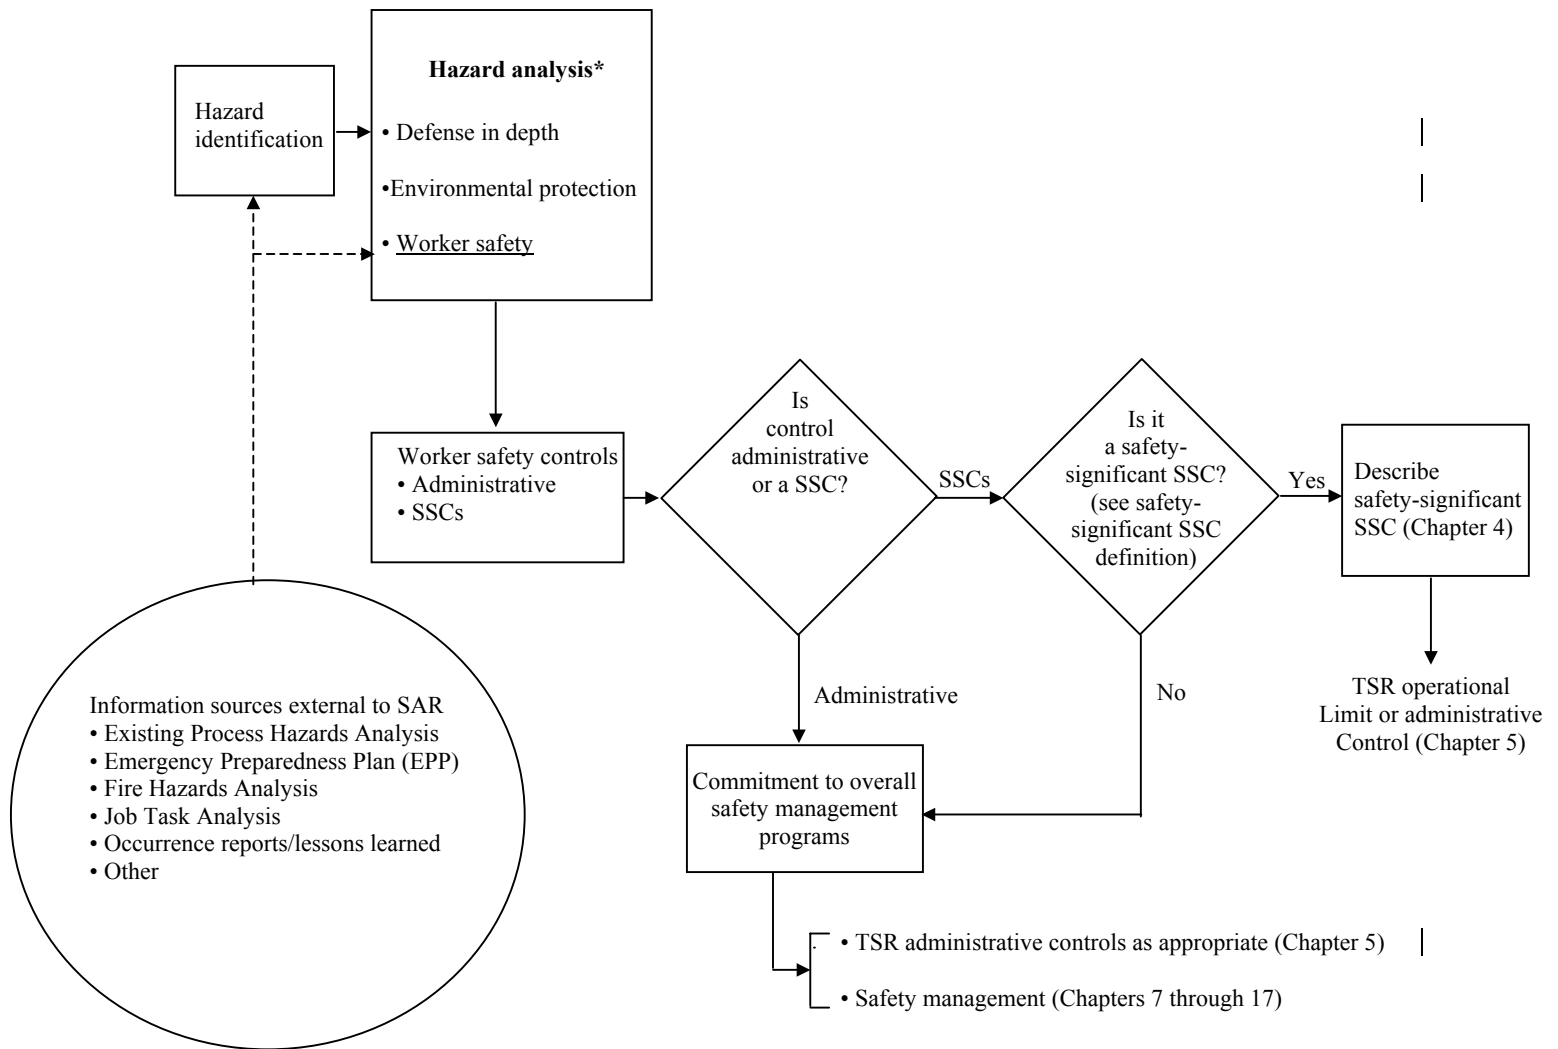 Hazard
identification
Hazard analysis*
• Defense in depth
•Environmental protection
• Worker safety
Worker safety controls
• Administrative
• SSCs
Is
control
administrative
or a SSC?
SSCs
Is it
a safety-
significant SSC?
(see safety-
significant SSC
definition)
Yes
Describe
safety-significant
SSC (Chapter 4)
TSR operational
Limit or administrative
Control (Chapter 5)
Administrative
No
Information sources external to SAR
• Existing Process Hazards Analysis
• Emergency Preparedness Plan (EPP)
• Fire Hazards Analysis
• Job Task Analysis
• Occurrence reports/lessons learned
• Other
Commitment to overall
safety management
programs
• TSR administrative controls as appropriate (Chapter 5)
• Safety management (Chapters 7 through 17)